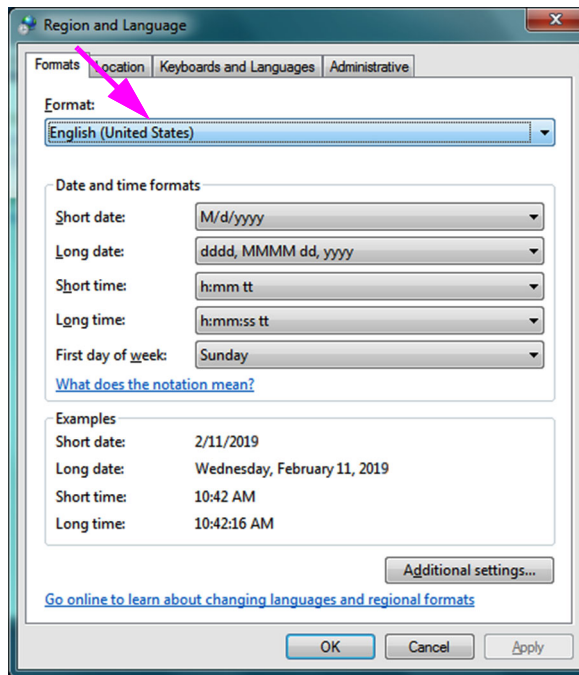 Region and Language
Formats Location Keyboards and Languages Administrative
Format:
English (United States)
Date and time formats
Short date: M/d/yyyy
Long date: dddd, MMMM dd, yyyy
Short time: h:mm tt
Long time: h:mm:ss tt
First day of week: Sunday
What does the notation mean?
Examples
Short date: 2/11/2019
Long date: Wednesday, February 11, 2019
Short time: 10:42 AM
Long time: 10:42:16 AM
Additional settings...
Go online to learn about changing languages and regional formats
OK Cancel Apply